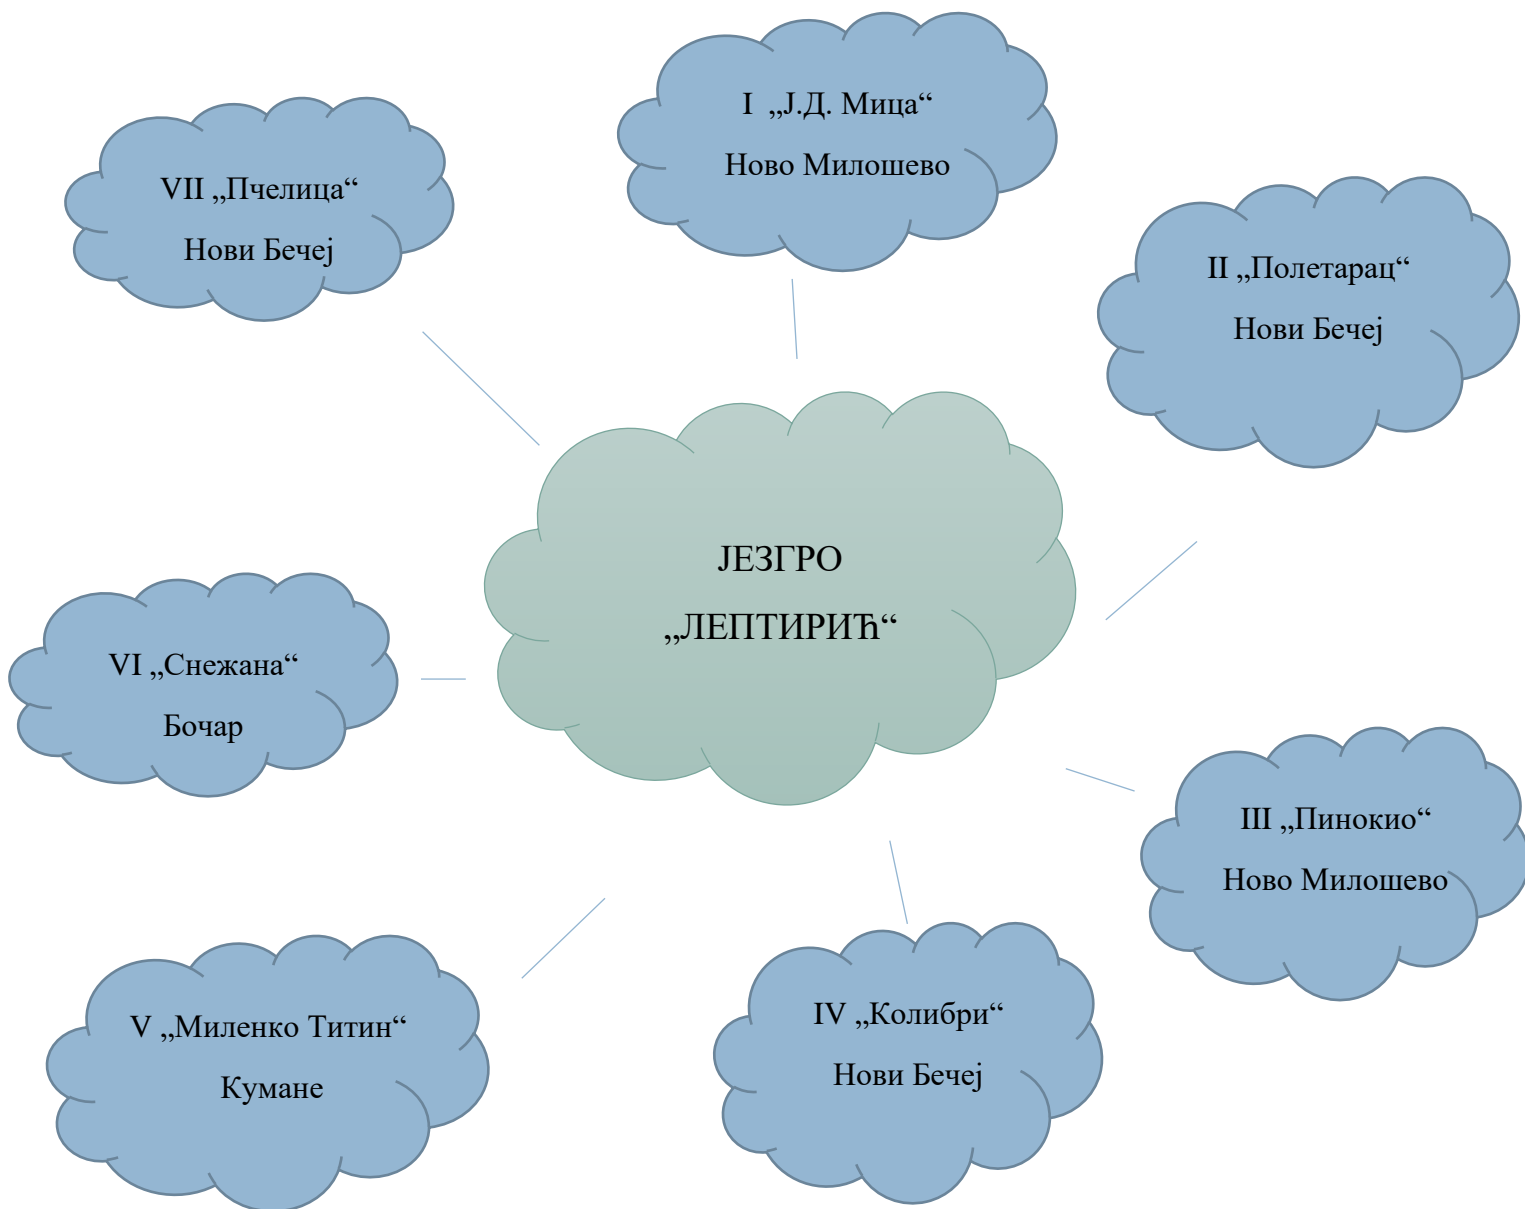 I „Ј.Д. Мица“
Ново Милошево
VII „Пчелица“
Нови Бечеј
II „Полетарац“
Нови Бечеј
ЈЕЗГРО
„ЛЕПТИРИЋ“
VI „Снежана“
Бочар
III „Пинокио“
Ново Милошево
V „Миленко Титин“
Кумане
IV „Колибри“
Нови Бечеј